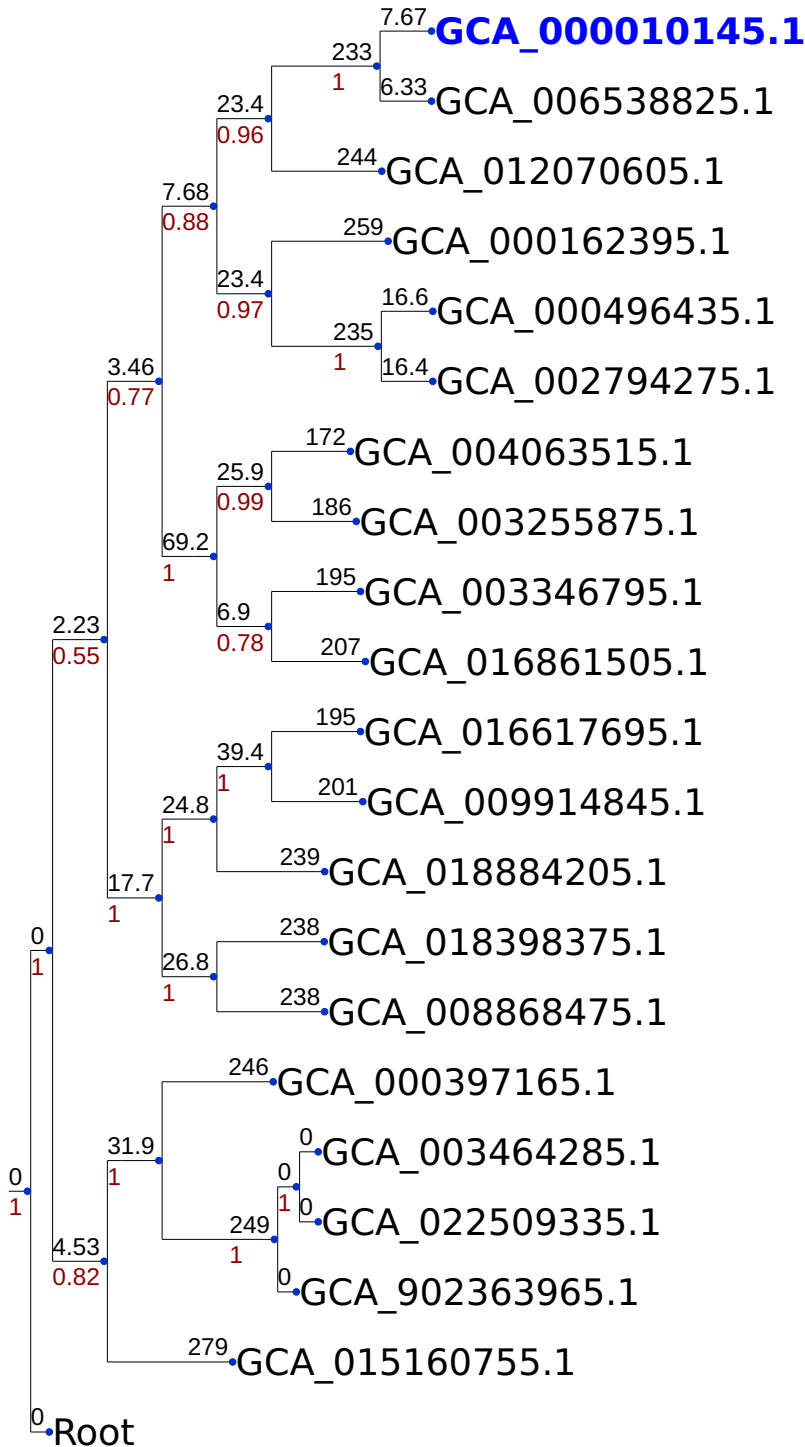 7.67
GCA_000010145.1
233
1
6.33
GCA_006538825.1
23.4
0.96
244
GCA_012070605.1
7.68
0.88
259
GCA_000162395.1
23.4
0.97
16.6
GCA_000496435.1
235
1
16.4
GCA_002794275.1
3.46
0.77
172
GCA_004063515.1
25.9
0.99
186
GCA_003255875.1
69.2
1
195
GCA_003346795.1
6.9
0.78
207
GCA_016861505.1
2.23
0.55
195
GCA_016617695.1
39.4
1
201
GCA_009914845.1
24.8
1
239
GCA_018884205.1
17.7
1
238
GCA_018398375.1
26.8
1
238
GCA_008868475.1
0
1
246
GCA_000397165.1
31.9
1
0
GCA_003464285.1
0
1
0
GCA_022509335.1
249
1
0
GCA_902363965.1
4.53
0.82
279
GCA_015160755.1
0
1
0
Root